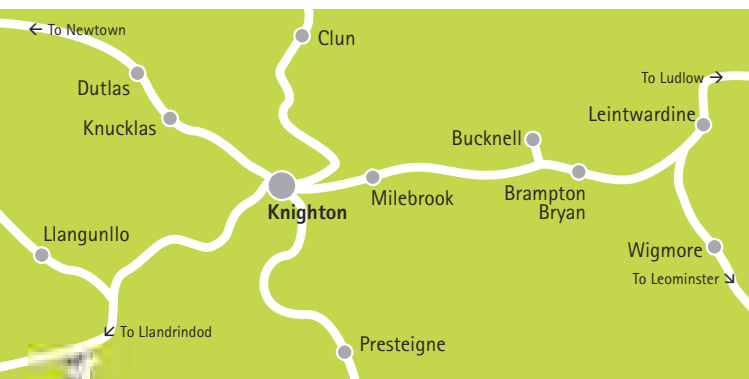 ← To Newtown
Clun
Dutlas
To Ludlow →
Knucklas
Leintwardine
Bucknell
Knighton
Milebrook
Brampton
Bryan
Llangunllo
Wigmore
To Leominster ↘
↙ To Llandrindod
Presteigne